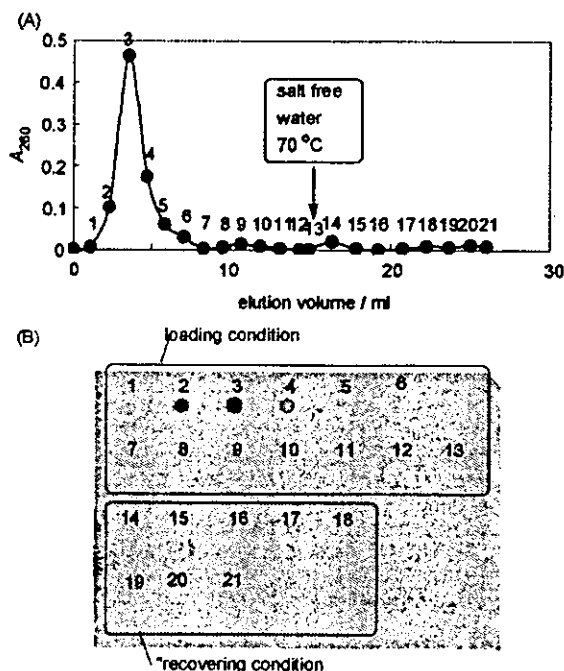 (A)
0.5
0.4
0.3
0.2
0.1
0
A260
3
2
4
1
5
6
7 8 9 10 11 12 13 14 15 16 17 18 19 20 21
salt free
water
70 °C
0
10
20
30
elution volume / ml
(B)
loading condition
1 2 3 4 5 6
7 8 9 10 11 12 13
14 15 16 17 18
19 20 21
"recovering condition